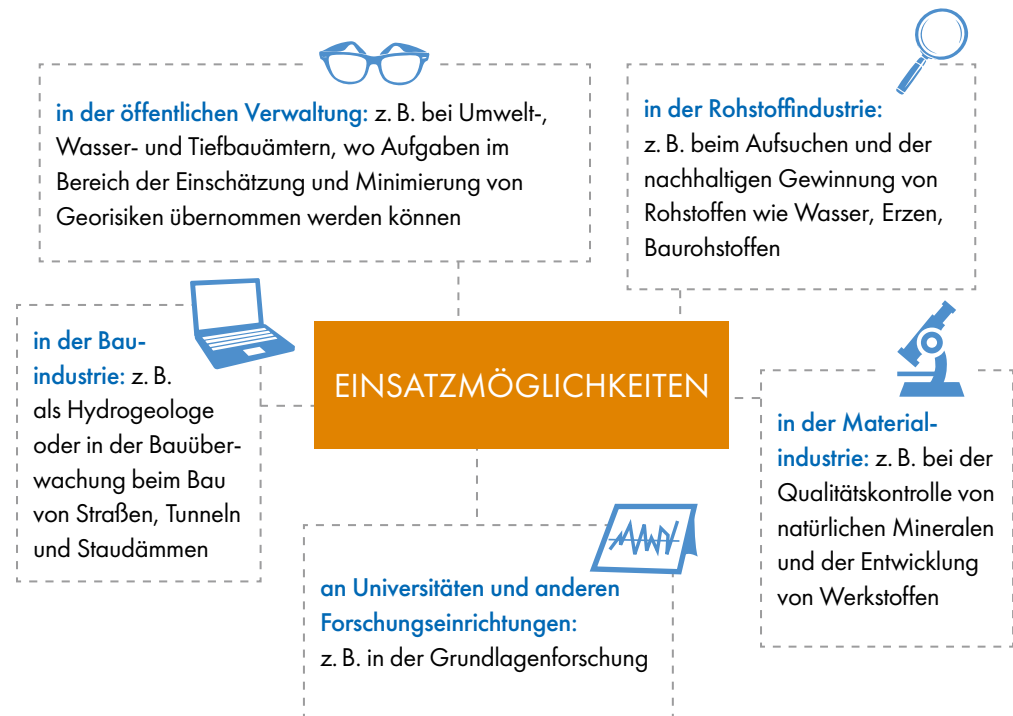 in der öffentlichen Verwaltung: z. B. bei Umwelt-,
Wasser- und Tiefbauämtern, wo Aufgaben im
Bereich der Einschätzung und Minimierung von
Georisiken übernommen werden können
in der Rohstoffindustrie:
z. B. beim Aufsuchen und der
nachhaltigen Gewinnung von
Rohstoffen wie Wasser, Erzen,
Baurohstoffen
in der Bau-
industrie: z. B.
als Hydrogeologe
oder in der Bauüber-
wachung beim Bau
von Straßen, Tunneln
und Staudämmen
EINSATZMÖGLICHKEITEN
in der Material-
industrie: z. B. bei der
Qualitätskontrolle von
natürlichen Mineralen
und der Entwicklung
von Werkstoffen
an Universitäten und anderen
Forschungseinrichtungen:
z. B. in der Grundlagenforschung